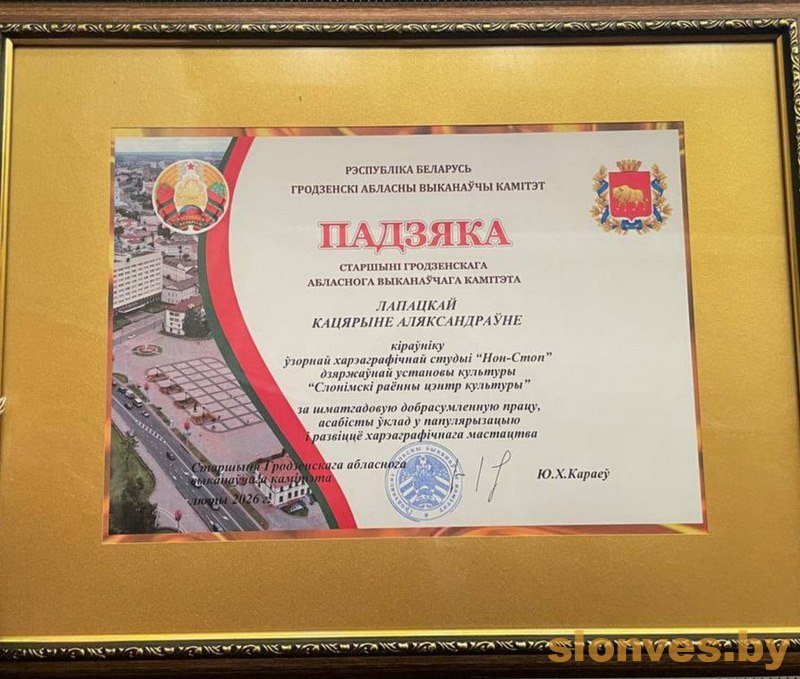 РЭСПУБЛІКА БЕЛАРУСЬ
ГРОДЗЕНСКІ АБЛАСНЫ ВЫКАНАЎЧЫ КАМІТЭТ
ПАДЗЯКА
СТАРШЫНІ ГРОДЗЕНСКАГА
АБЛАСНОГА ВЫКАНАЎЧАГА КАМІТЭТА
ЛАПАЦКАЙ
КАЦЯРЫНЕ АЛЯКСАНДРАЎНЕ
кіраўніку
ўзорнай харэаграфічнай студыі “Нон-Стоп”
дзяржаўнай установы культуры
“Слонімскі раённы цэнтр культуры”
за шматгадовую добрасумленную працу,
асабісты ўклад у папулярызацыю
і развіццё харэаграфічнага мастацтва
Старшыня Гродзенскага абласнога
выканаўчага камітэта
Ю.Х.Караеў
люты 2026 г.
slonves.by